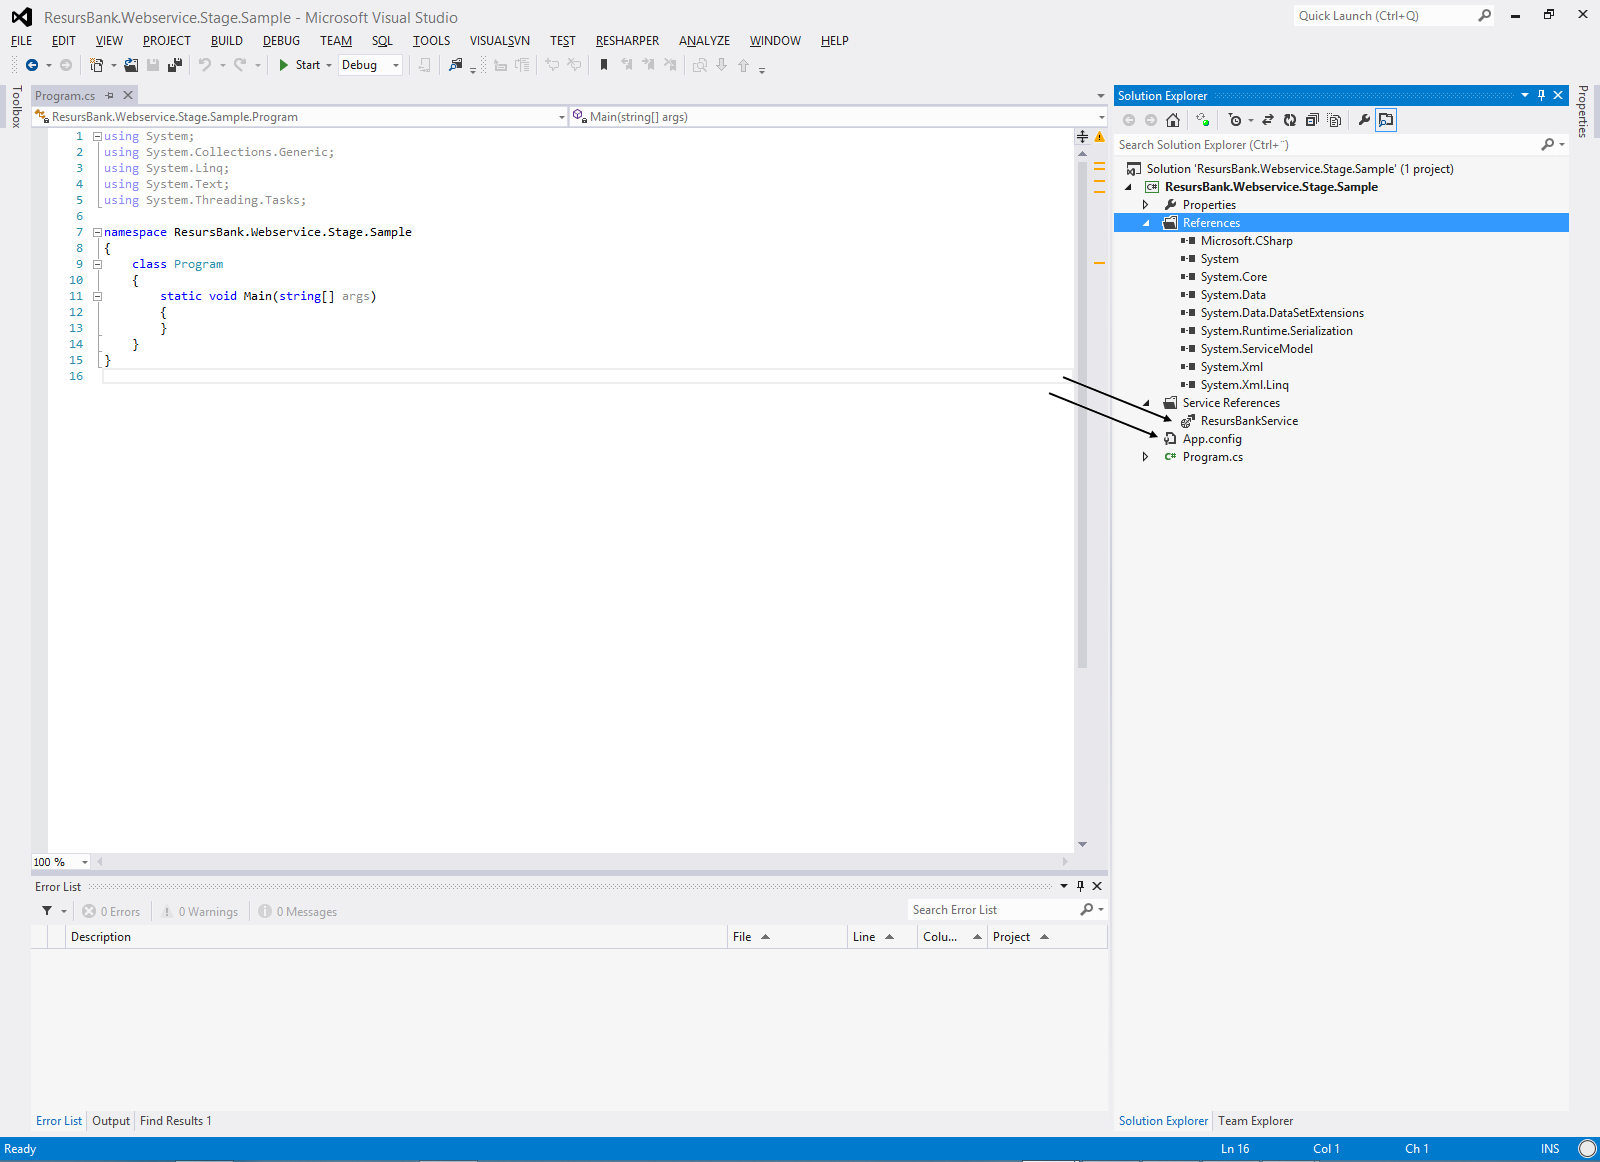 ResursBank.Webservice.Stage.Sample - Microsoft Visual Studio
Quick Launch (Ctrl+Q)
FILE EDIT VIEW PROJECT BUILD DEBUG TEAM SQL TOOLS VISUALSVN TEST RESHARPER ANALYZE WINDOW HELP
Start Debug
Toolbox
Program.cs
ResursBank.Webservice.Stage.Sample.Program
Main(string[] args)
1 using System;
2 using System.Collections.Generic;
3 using System.Linq;
4 using System.Text;
5 using System.Threading.Tasks;
6
7 namespace ResursBank.Webservice.Stage.Sample
8 {
9 class Program
10 {
11 static void Main(string[] args)
12 {
13 }
14 }
15 }
16
100 %
Error List
0 Errors 0 Warnings 0 Messages
Search Error List
Description File Line Colu... Project
Error List Output Find Results 1
Solution Explorer
Search Solution Explorer (Ctrl+¨)
Solution 'ResursBank.Webservice.Stage.Sample' (1 project)
C# ResursBank.Webservice.Stage.Sample
Properties
References
Microsoft.CSharp
System
System.Core
System.Data
System.Data.DataSetExtensions
System.Runtime.Serialization
System.ServiceModel
System.Xml
System.Xml.Linq
Service References
ResursBankService
App.config
C# Program.cs
Solution Explorer Team Explorer
Properties
Ready Ln 16 Col 1 Ch 1 INS